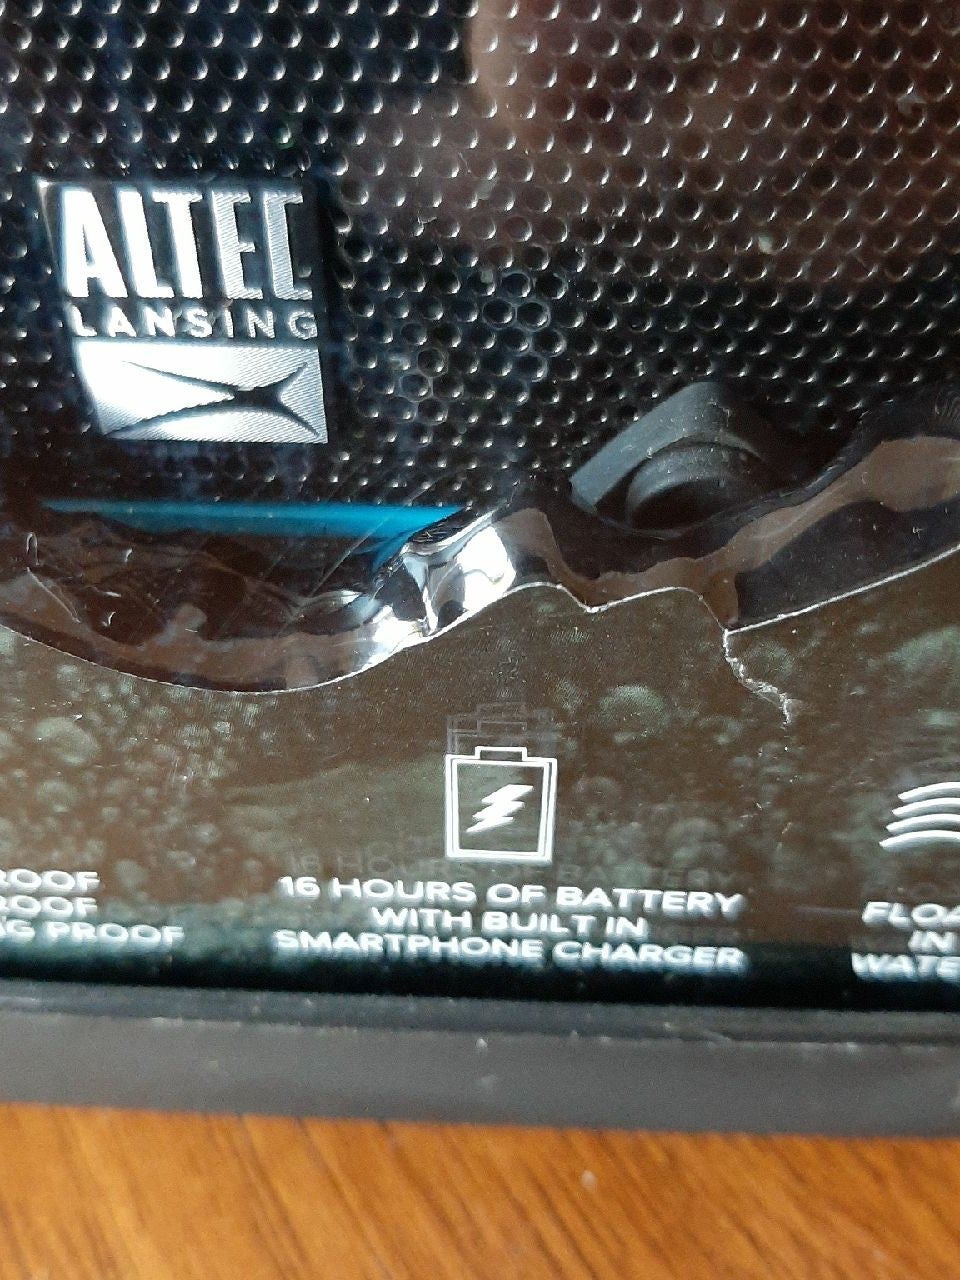 ALTEC
LANSING
ROOF
ROOF
G PROOF
16 HOURS OF BATTERY
WITH BUILT IN
SMARTPHONE CHARGER
FLOA
IN
WATE